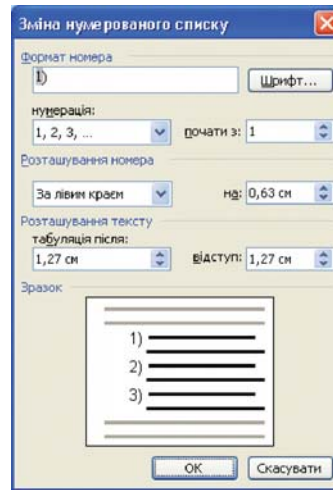 Зміна нумерованого списку
Формат номера
1)
Шрифт...
нумерація:
1, 2, 3, ...
почати з: 1
Розташування номера
За лівим краєм
на: 0,63 см
Розташування тексту
табуляція після:
1,27 см
відступ: 1,27 см
Зразок
1)
2)
3)
ОК
Скасувати